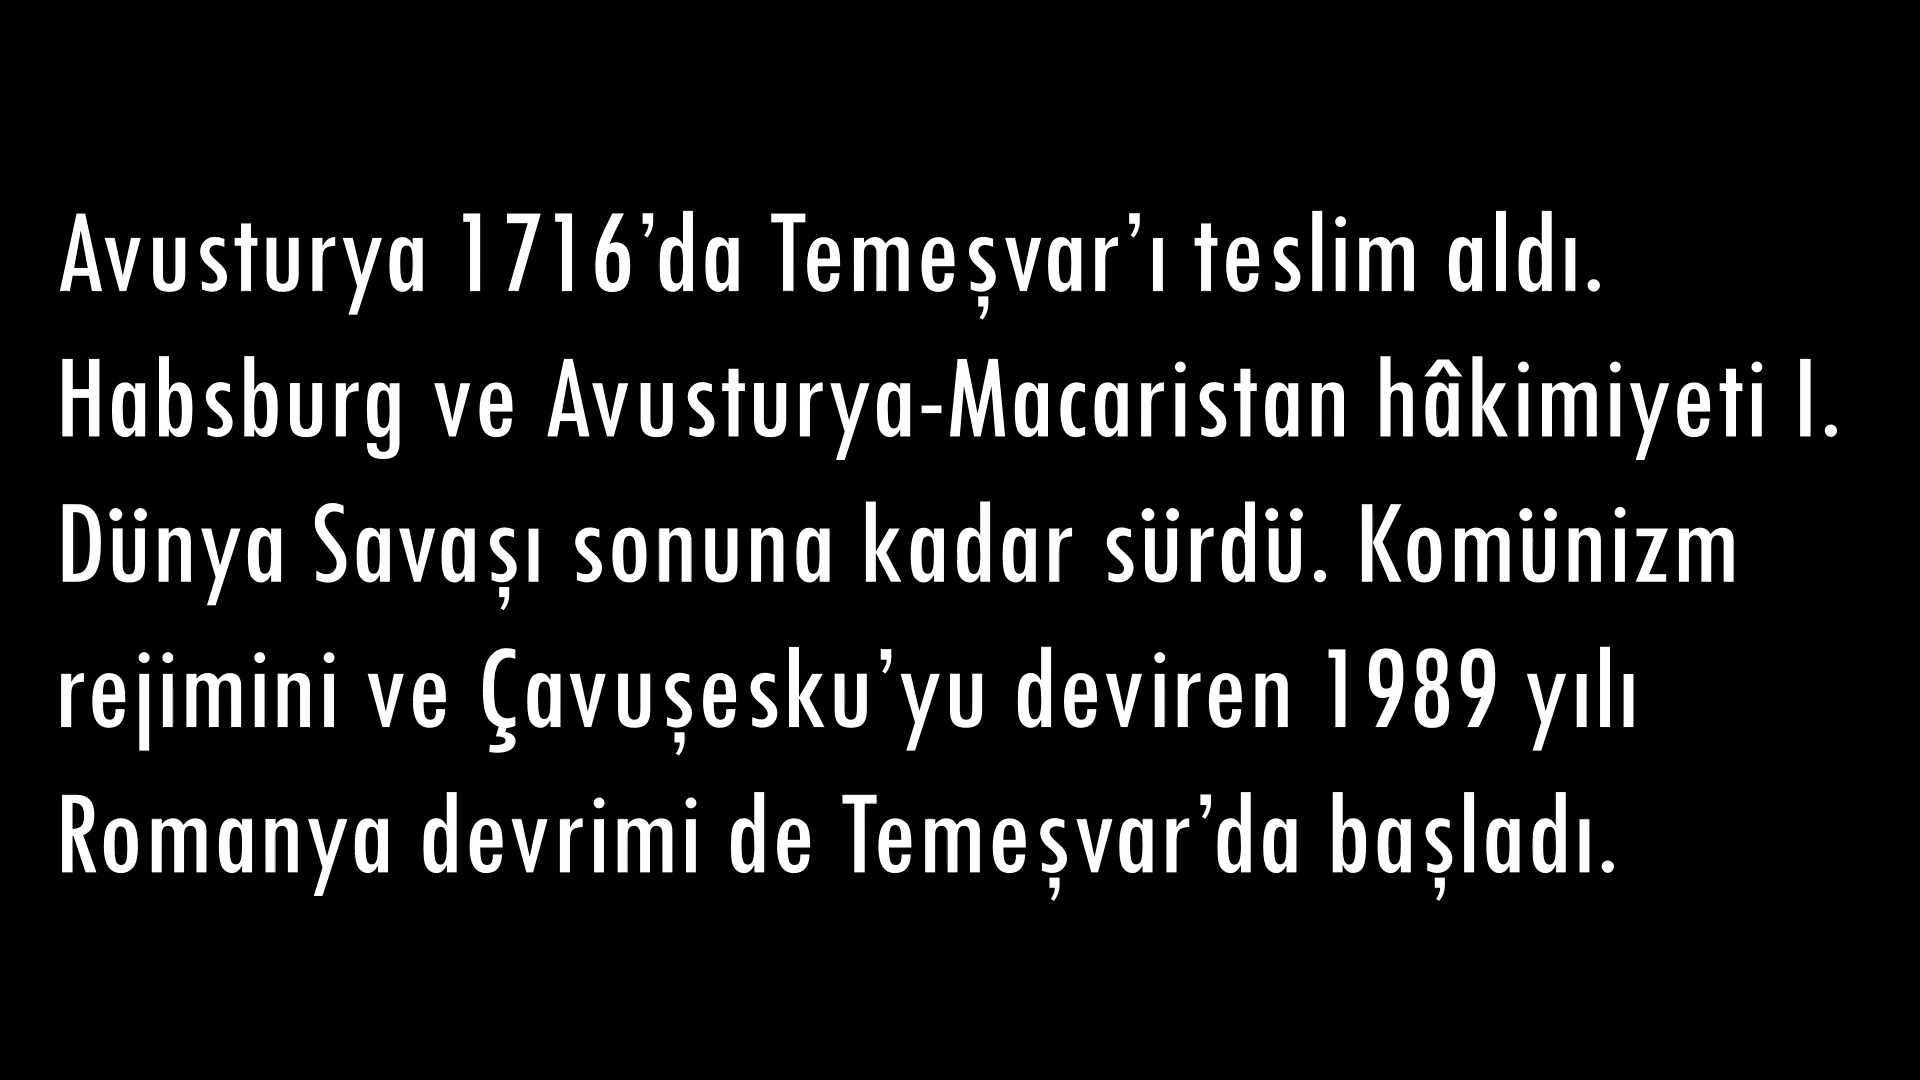 Avusturya 1716’da Temeşvar’ı teslim aldı.
Habsburg ve Avusturya-Macaristan hâkimiyeti I.
Dünya Savaşı sonuna kadar sürdü. Komünizm
rejimini ve Çavuşesku’yu deviren 1989 yılı
Romanya devrimi de Temeşvar’da başladı.